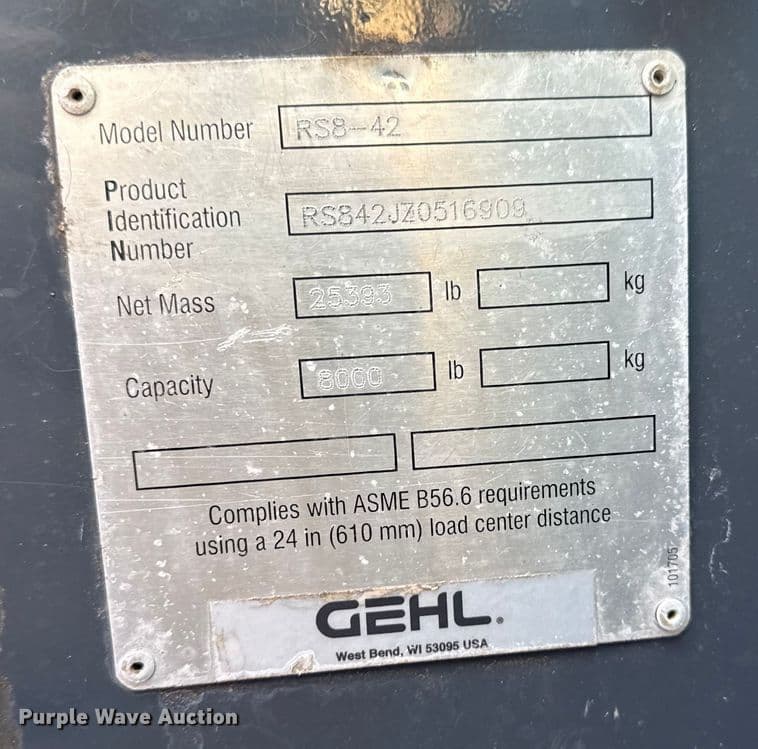 Model Number RS8-42
Product
Identification RS842JZ0516909
Number
Net Mass 25393 lb kg
Capacity 8000 lb kg
Complies with ASME B56.6 requirements
using a 24 in (610 mm) load center distance
101705
GEHL.
West Bend, WI 53095 USA
Purple Wave Auction